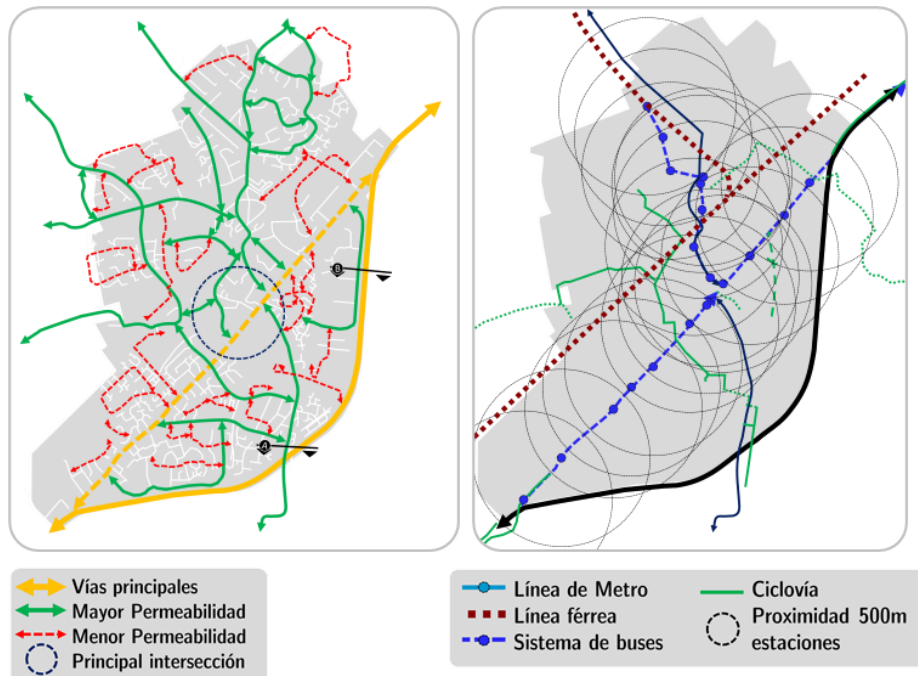 B
A
Vías principales
Mayor Permeabilidad
Menor Permeabilidad
Principal intersección
Línea de Metro
Línea férrea
Sistema de buses
Ciclovía
Proximidad 500m
estaciones